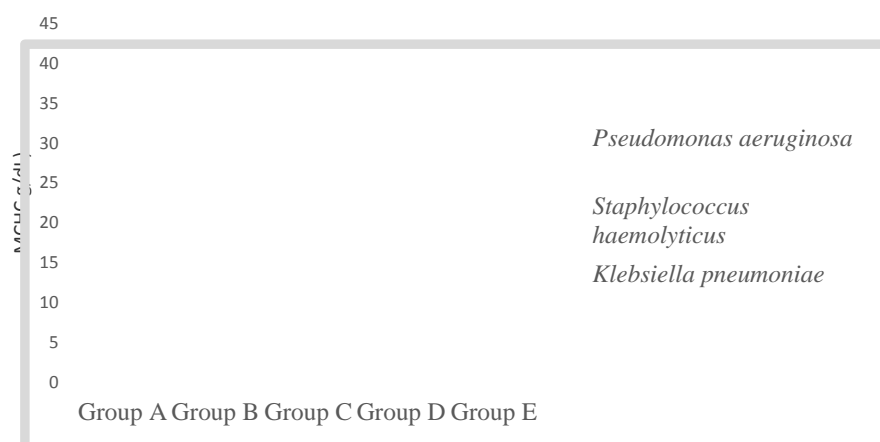 45
40
35
30
25
20
15
10
5
0
Pseudomonas aeruginosa
Staphylococcus
haemolyticus
Klebsiella pneumoniae
Group A Group B Group C Group D Group E